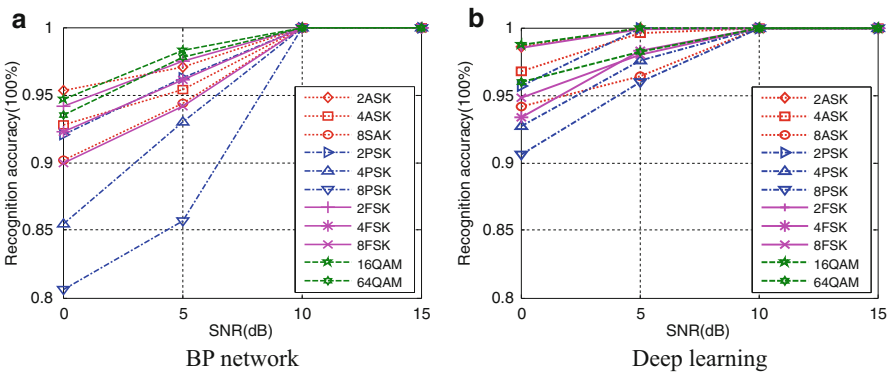 a
Recognition accuracy(100%)
1
0.95
0.9
0.85
0.8
0
5
10
15
SNR(dB)
2ASK
4ASK
8SAK
2PSK
4PSK
8PSK
2FSK
4FSK
8FSK
16QAM
64QAM
BP network
b
Recognition accuracy(100%)
1
0.95
0.9
0.85
0.8
0
5
10
15
SNR(dB)
2ASK
4ASK
8ASK
2PSK
4PSK
8PSK
2FSK
4FSK
8FSK
16QAM
64QAM
Deep learning